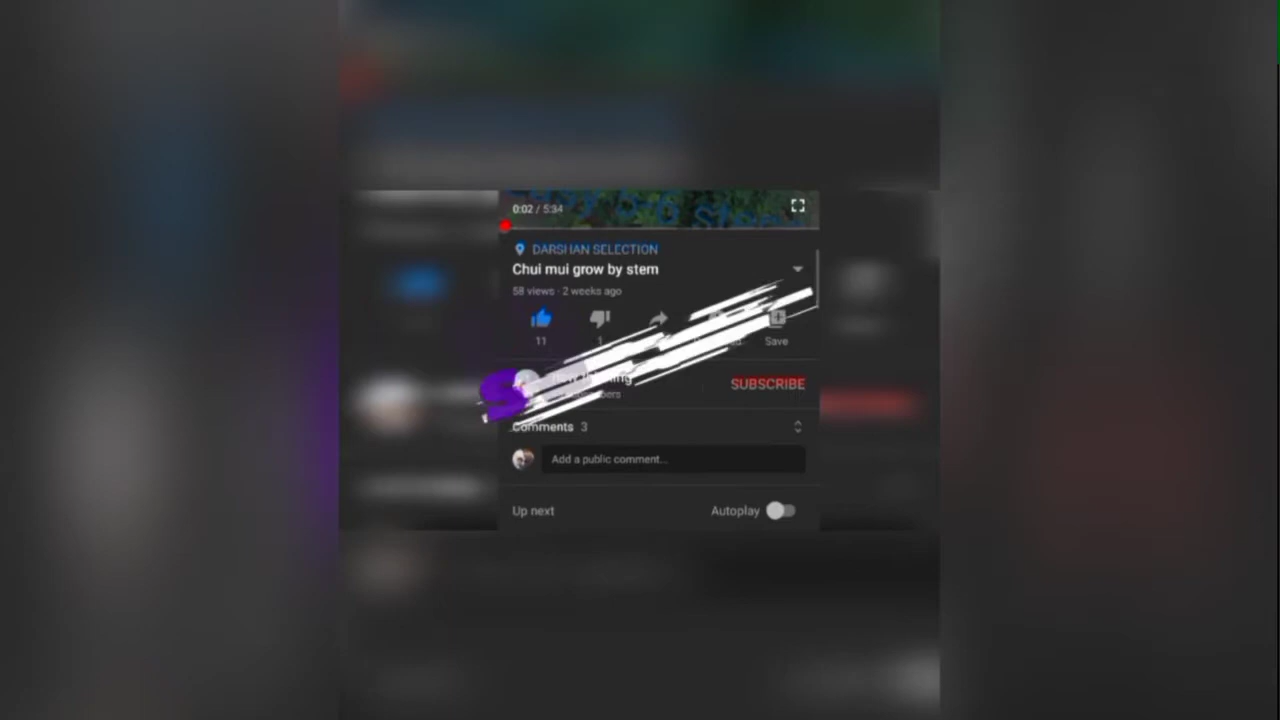 0:02 / 5:34
DARSHAN SELECTION
Chui mui grow by stem
58 views · 2 weeks ago
11 1 Save
SUBSCRIBE
Comments 3
Add a public comment...
Up next Autoplay